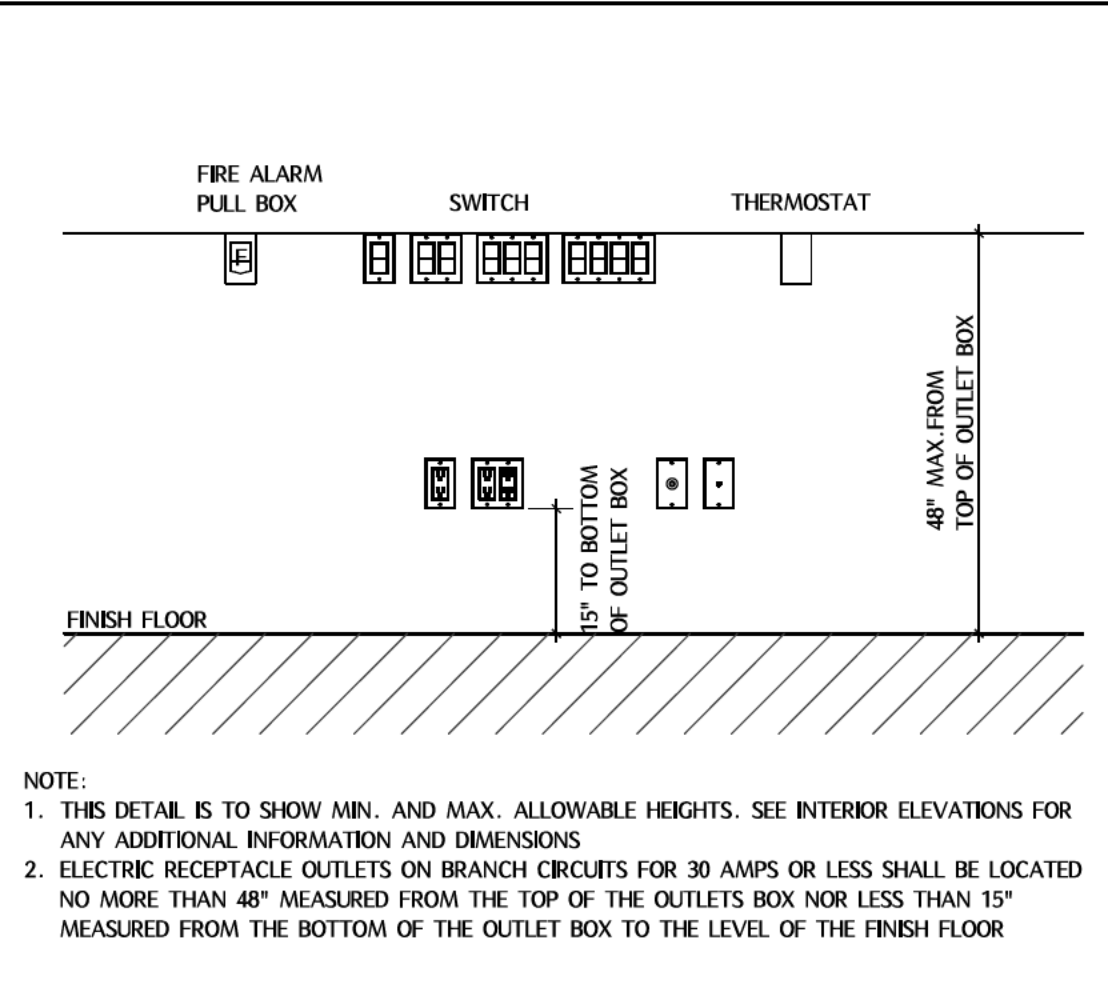 FIRE ALARM
PULL BOX
SWITCH
THERMOSTAT
F
48" MAX.FROM
TOP OF OUTLET BOX
15" TO BOTTOM
OF OUTLET BOX
FINISH FLOOR
NOTE:
1. THIS DETAIL IS TO SHOW MIN. AND MAX. ALLOWABLE HEIGHTS. SEE INTERIOR ELEVATIONS FOR
ANY ADDITIONAL INFORMATION AND DIMENSIONS
2. ELECTRIC RECEPTACLE OUTLETS ON BRANCH CIRCUITS FOR 30 AMPS OR LESS SHALL BE LOCATED
NO MORE THAN 48" MEASURED FROM THE TOP OF THE OUTLETS BOX NOR LESS THAN 15"
MEASURED FROM THE BOTTOM OF THE OUTLET BOX TO THE LEVEL OF THE FINISH FLOOR